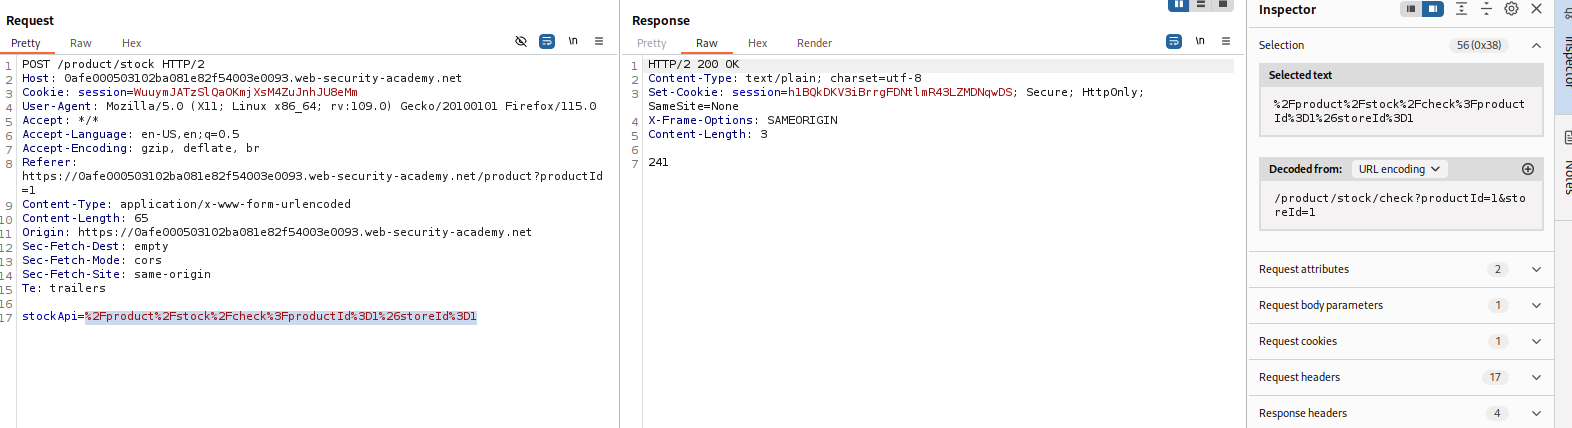 Request
Pretty Raw Hex
\n
1 POST /product/stock HTTP/2
2 Host: 0afe000503102ba081e82f54003e0093.web-security-academy.net
3 Cookie: session=WuuymJATzSlQaOKmjXsM4ZuJnhJU8eMm
4 User-Agent: Mozilla/5.0 (X11; Linux x86_64; rv:109.0) Gecko/20100101 Firefox/115.0
5 Accept: */*
6 Accept-Language: en-US,en;q=0.5
7 Accept-Encoding: gzip, deflate, br
8 Referer:
https://0afe000503102ba081e82f54003e0093.web-security-academy.net/product?productId
=1
9 Content-Type: application/x-www-form-urlencoded
10 Content-Length: 65
11 Origin: https://0afe000503102ba081e82f54003e0093.web-security-academy.net
12 Sec-Fetch-Dest: empty
13 Sec-Fetch-Mode: cors
14 Sec-Fetch-Site: same-origin
15 Te: trailers
16
17 stockApi=%2Fproduct%2Fstock%2Fcheck%3FproductId%3D1%26storeId%3D1
Response
Pretty Raw Hex Render
\n
1 HTTP/2 200 OK
2 Content-Type: text/plain; charset=utf-8
3 Set-Cookie: session=h1BQkDKV3iBrrgFDNtlmR43LZMDNqwDS; Secure; HttpOnly;
SameSite=None
4 X-Frame-Options: SAMEORIGIN
5 Content-Length: 3
6
7 241
Inspector
Selection 56 (0x38)
Selected text
%2Fproduct%2Fstock%2Fcheck%3Fproduct
Id%3D1%26storeId%3D1
Decoded from: URL encoding
/product/stock/check?productId=1&sto
reId=1
Request attributes 2
Request body parameters 1
Request cookies 1
Request headers 17
Response headers 4
Inspector
Notes